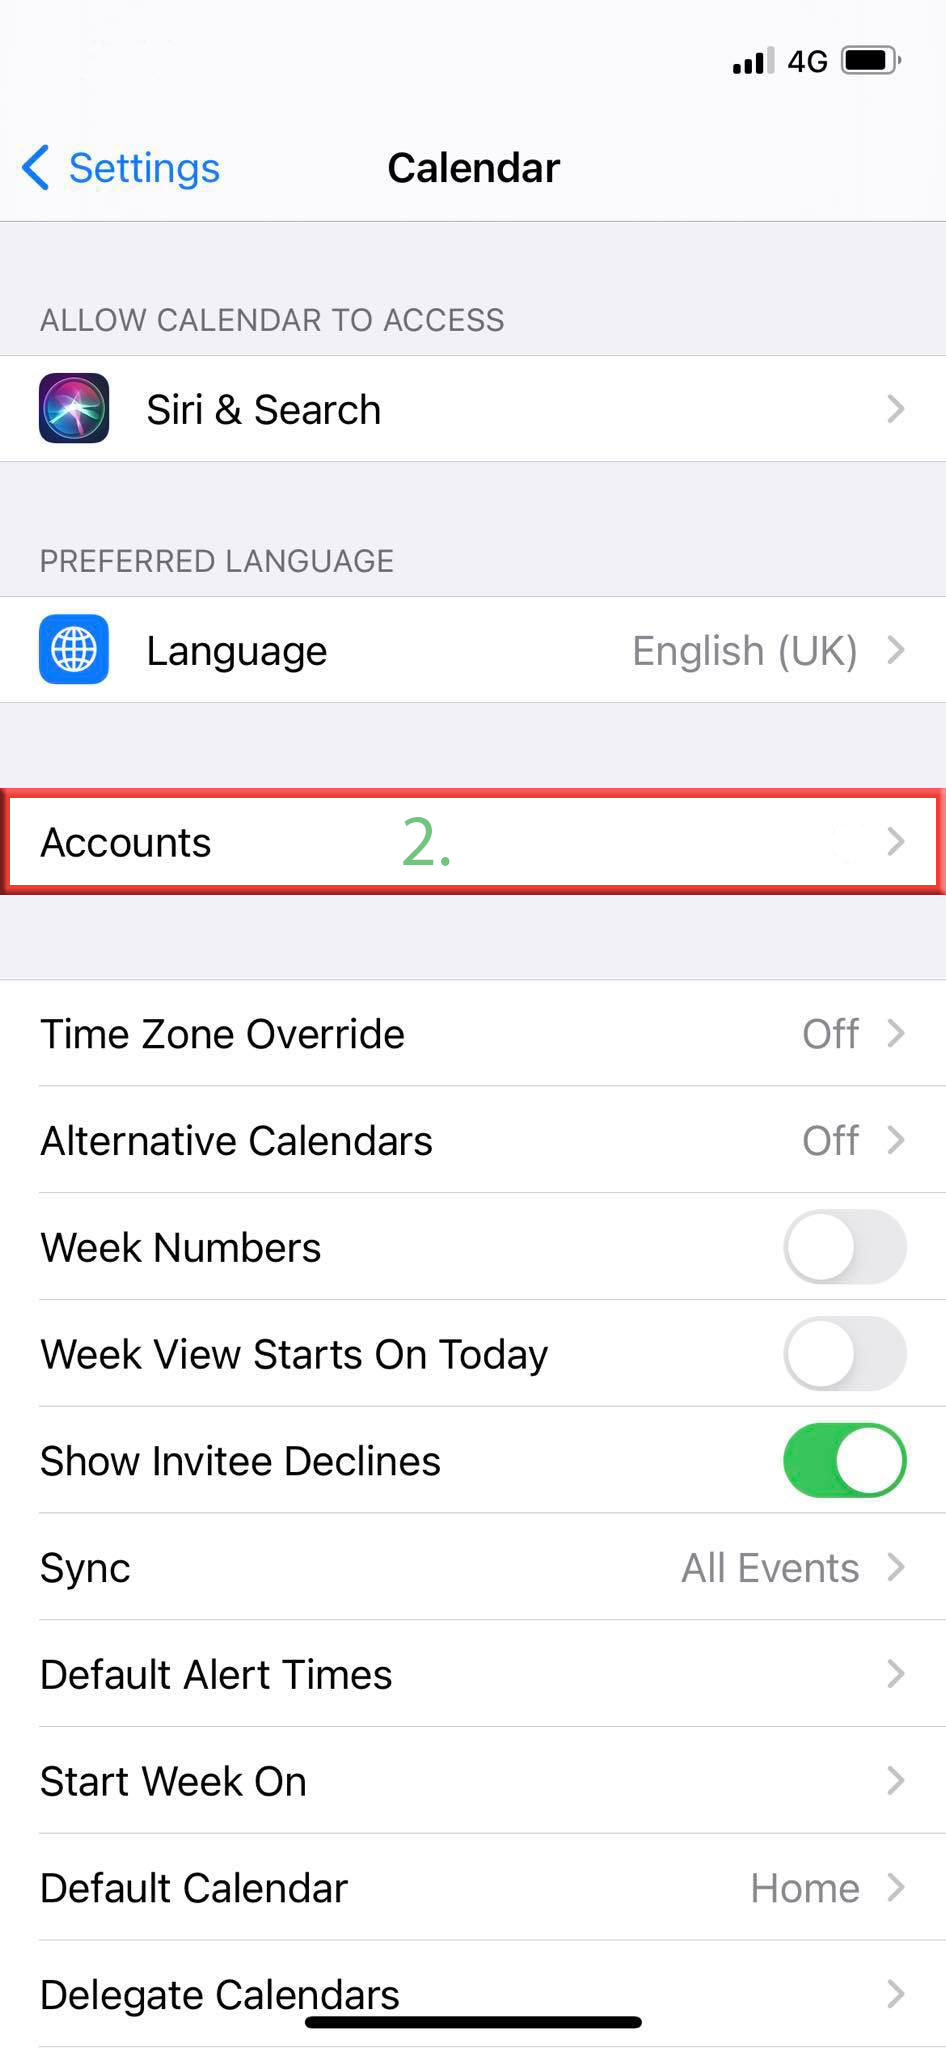 4G
Settings
Calendar
ALLOW CALENDAR TO ACCESS
Siri & Search
PREFERRED LANGUAGE
Language English (UK)
Accounts 2.
Time Zone Override Off
Alternative Calendars Off
Week Numbers
Week View Starts On Today
Show Invitee Declines
Sync All Events
Default Alert Times
Start Week On
Default Calendar Home
Delegate Calendars